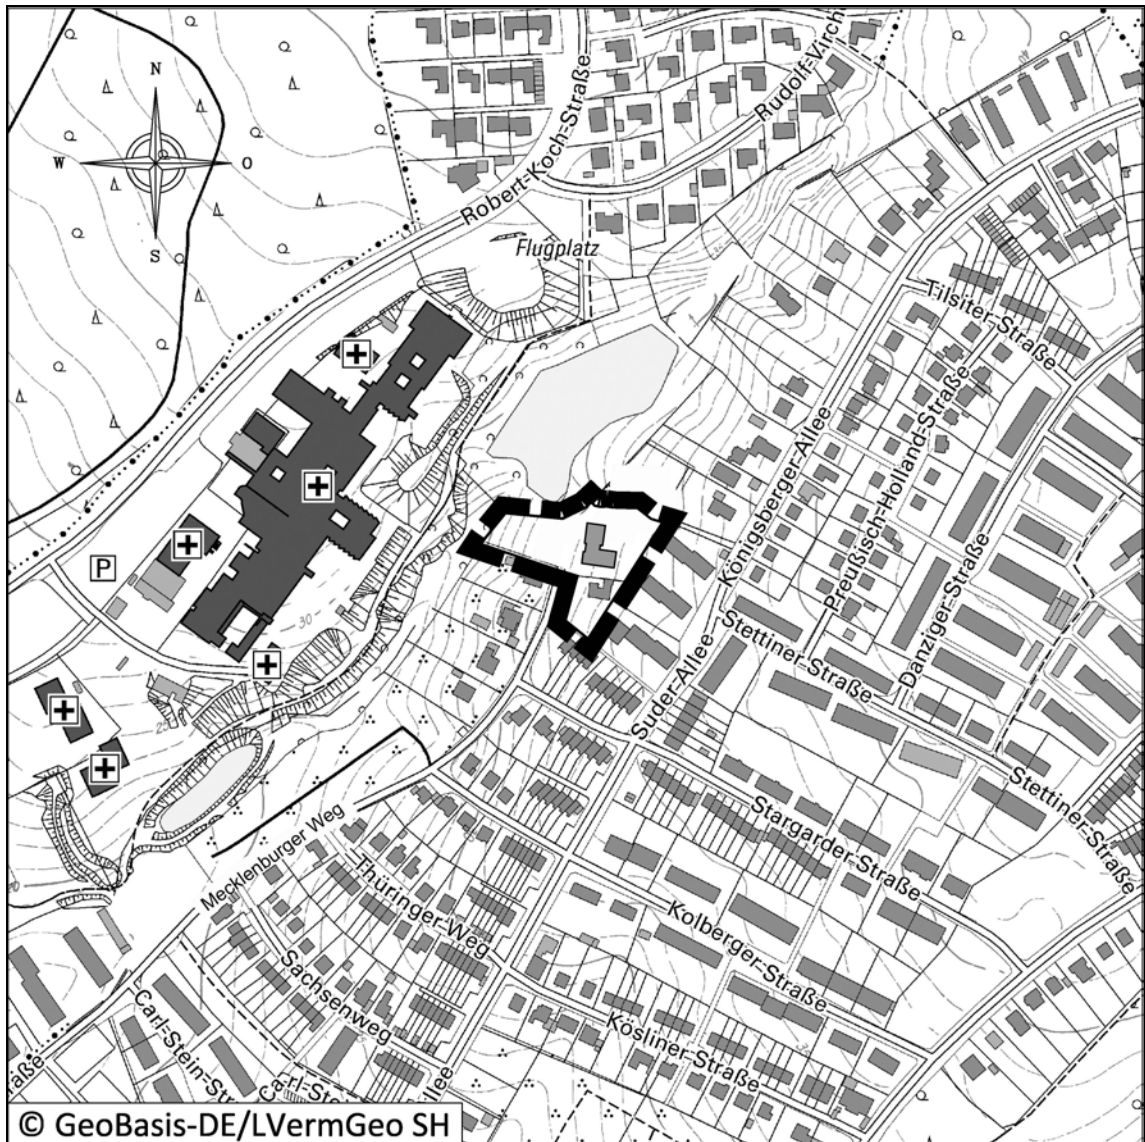 N
W
O
S
Robert-Koch-Straße
Rudolf-Virch
Flugplatz
Tilsiter-Straße
Königsberger-Allee
Preußisch-Holland-Straße
Danziger-Straße
P
30
Stettiner-Straße
Suder-Allee
25
Stettiner-Straße
Stargarder-Straße
Mecklenburger Weg
Thüringer-Weg
Kolberger-Straße
Sachsenweg
Kösliner-Straße
Carl-Stein-Str
Carl-St
Allee
aße
© GeoBasis-DE/LVermGeo SH